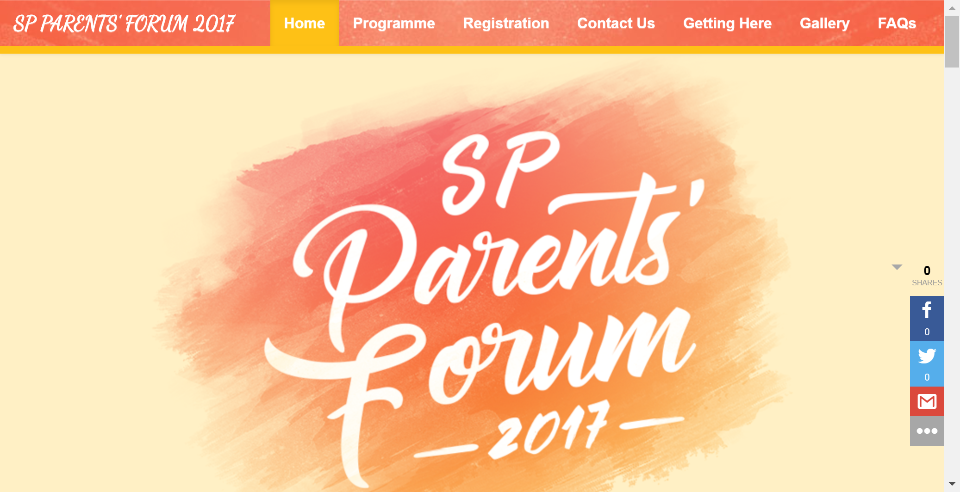 SP PARENTS' FORUM 2017
Home Programme Registration Contact Us Getting Here Gallery FAQs
SP
Parents'
Forum
2017
0
SHARES
0
0